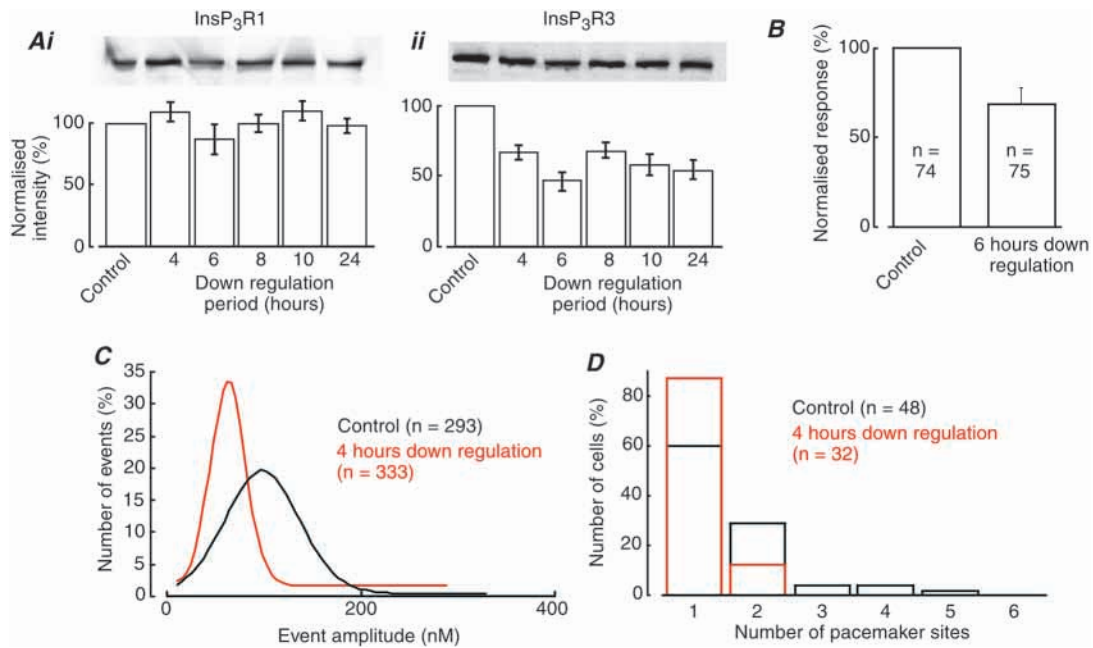 Ai
InsP3R1
Normalised
intensity (%)
100
50
0
Control
4
6
8
10
24
Down regulation
period (hours)
ii
InsP3R3
100
50
0
Control
4
6
8
10
24
Down regulation
period (hours)
B
Normalised response (%)
100
50
0
n =
74
n =
75
Control
6 hours down
regulation
C
Number of events (%)
35
30
25
20
15
10
5
0
Control (n = 293)
4 hours down regulation
(n = 333)
0
200
400
Event amplitude (nM)
D
Number of cells (%)
80
60
40
20
0
Control (n = 48)
4 hours down regulation
(n = 32)
1
2
3
4
5
6
Number of pacemaker sites